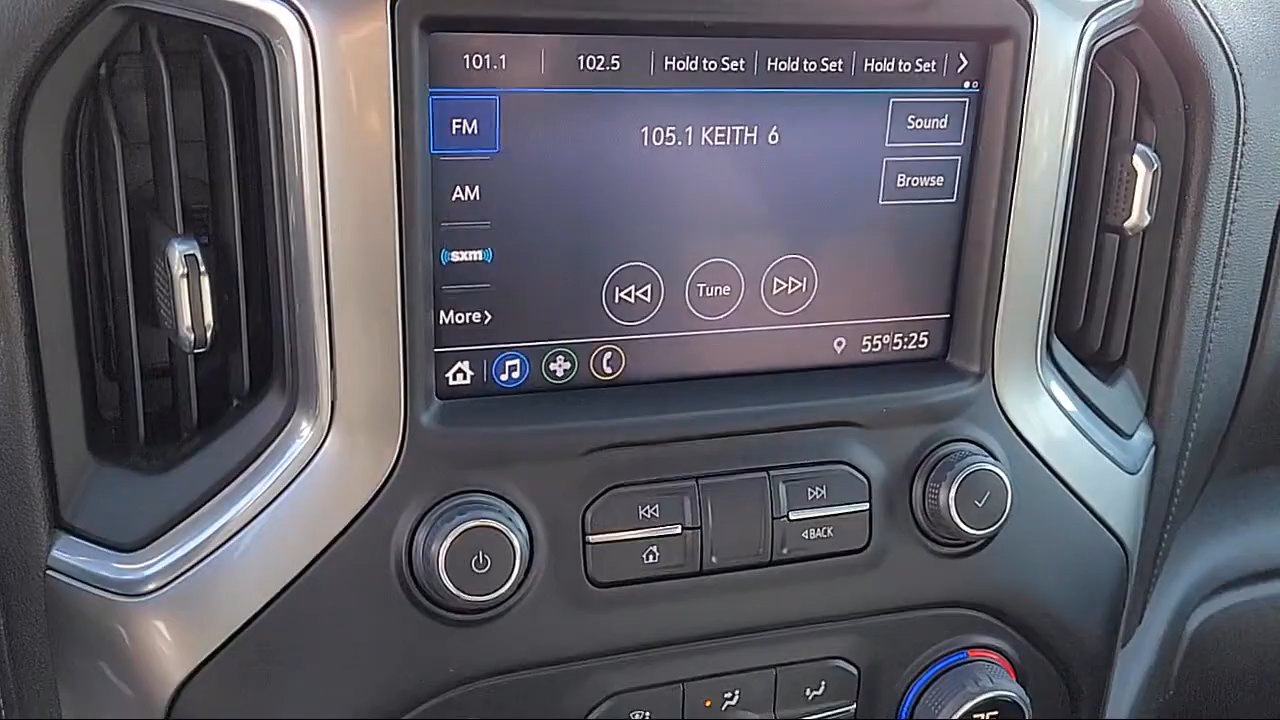 101.1 102.5 Hold to Set Hold to Set Hold to Set
FM
105.1 KEITH 6
Sound
AM
Browse
sxm
Tune
More
55° 5:25
BACK